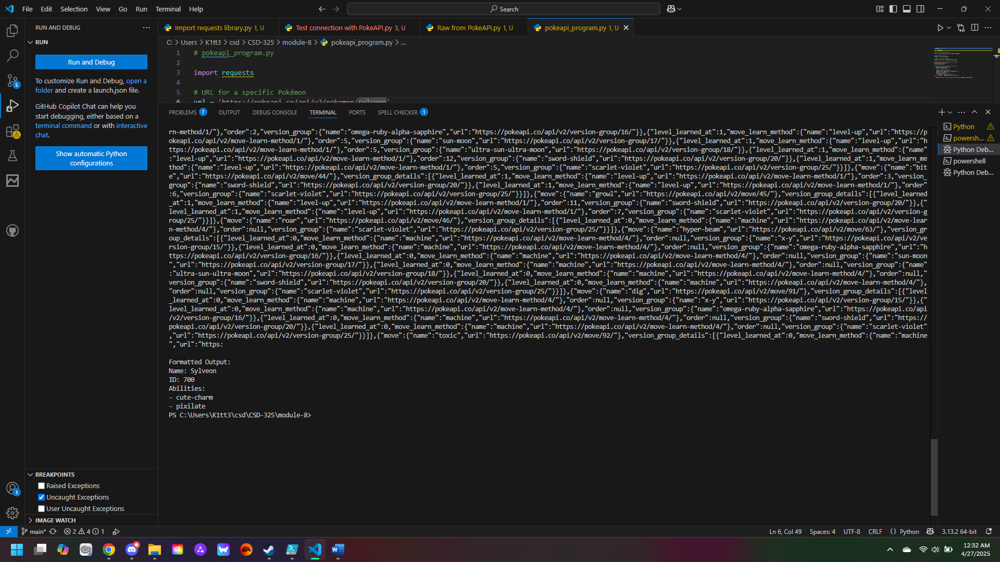 File Edit Selection View Go Run Terminal Help
Search
RUN AND DEBUG
RUN
Run and Debug
To customize Run and Debug, open a
folder and create a launch.json file.
GitHub Copilot Chat can help you
start debugging, either based on a
terminal command or with interactive
chat.
Show automatic Python
configurations
BREAKPOINTS
Raised Exceptions
Uncaught Exceptions
User Uncaught Exceptions
IMAGE WATCH
Import requests library.py 1, U
Test connection with PokeAPI.py 3, U
Raw from PokeAPI.py 1, U
pokeapi_program.py 1, U
C: > Users > K1tt3 > csd > CSD-325 > module-8 > pokeapi_program.py > ...
1 # pokeapi_program.py
2
3 import requests
4
5 # URL for a specific Pokémon
6 url = 'https://pokeapi.co/api/v2/pokemon/sylveon'
PROBLEMS 7 OUTPUT DEBUG CONSOLE TERMINAL PORTS SPELL CHECKER 1
rn-method/1/"},"order":2,"version_group":{"name":"omega-ruby-alpha-sapphire","url":"https://pokeapi.co/api/v2/version-group/16/"}},{"level_learned_at":1,"move_learn_method":{"name":"level-up","url":"https://p
okeapi.co/api/v2/move-learn-method/1/"},"order":5,"version_group":{"name":"sun-moon","url":"https://pokeapi.co/api/v2/version-group/17/"}},{"level_learned_at":1,"move_learn_method":{"name":"level-up","url":"h
ttps://pokeapi.co/api/v2/move-learn-method/1/"},"order":5,"version_group":{"name":"ultra-sun-ultra-moon","url":"https://pokeapi.co/api/v2/version-group/18/"}},{"level_learned_at":1,"move_learn_method":{"name"
:"level-up","url":"https://pokeapi.co/api/v2/move-learn-method/1/"},"order":12,"version_group":{"name":"sword-shield","url":"https://pokeapi.co/api/v2/version-group/20/"}},{"level_learned_at":1,"move_learn_me
thod":{"name":"level-up","url":"https://pokeapi.co/api/v2/move-learn-method/1/"},"order":5,"version_group":{"name":"scarlet-violet","url":"https://pokeapi.co/api/v2/version-group/25/"}}]},{"move":{"name":"bit
e","url":"https://pokeapi.co/api/v2/move/44/"},"version_group_details":[{"level_learned_at":1,"move_learn_method":{"name":"level-up","url":"https://pokeapi.co/api/v2/move-learn-method/1/"},"order":3,"version_
group":{"name":"sword-shield","url":"https://pokeapi.co/api/v2/version-group/20/"}},{"level_learned_at":1,"move_learn_method":{"name":"level-up","url":"https://pokeapi.co/api/v2/move-learn-method/1/"},"order"
:6,"version_group":{"name":"scarlet-violet","url":"https://pokeapi.co/api/v2/version-group/25/"}}]},{"move":{"name":"growl","url":"https://pokeapi.co/api/v2/move/45/"},"version_group_details":[{"level_learned
_at":1,"move_learn_method":{"name":"level-up","url":"https://pokeapi.co/api/v2/move-learn-method/1/"},"order":11,"version_group":{"name":"sword-shield","url":"https://pokeapi.co/api/v2/version-group/20/"}},{"
level_learned_at":1,"move_learn_method":{"name":"level-up","url":"https://pokeapi.co/api/v2/move-learn-method/1/"},"order":7,"version_group":{"name":"scarlet-violet","url":"https://pokeapi.co/api/v2/version-g
roup/25/"}}]},{"move":{"name":"roar","url":"https://pokeapi.co/api/v2/move/46/"},"version_group_details":[{"level_learned_at":0,"move_learn_method":{"name":"machine","url":"https://pokeapi.co/api/v2/move-lear
n-method/4/"},"order":null,"version_group":{"name":"scarlet-violet","url":"https://pokeapi.co/api/v2/version-group/25/"}}]},{"move":{"name":"hyper-beam","url":"https://pokeapi.co/api/v2/move/63/"},"version_gr
oup_details":[{"level_learned_at":0,"move_learn_method":{"name":"machine","url":"https://pokeapi.co/api/v2/move-learn-method/4/"},"order":null,"version_group":{"name":"x-y","url":"https://pokeapi.co/api/v2/ve
rsion-group/15/"}},{"level_learned_at":0,"move_learn_method":{"name":"machine","url":"https://pokeapi.co/api/v2/move-learn-method/4/"},"order":null,"version_group":{"name":"omega-ruby-alpha-sapphire","url":"h
ttps://pokeapi.co/api/v2/version-group/16/"}},{"level_learned_at":0,"move_learn_method":{"name":"machine","url":"https://pokeapi.co/api/v2/move-learn-method/4/"},"order":null,"version_group":{"name":"sun-moon
","url":"https://pokeapi.co/api/v2/version-group/17/"}},{"level_learned_at":0,"move_learn_method":{"name":"machine","url":"https://pokeapi.co/api/v2/move-learn-method/4/"},"order":null,"version_group":{"name"
:"ultra-sun-ultra-moon","url":"https://pokeapi.co/api/v2/version-group/18/"}},{"level_learned_at":0,"move_learn_method":{"name":"machine","url":"https://pokeapi.co/api/v2/move-learn-method/4/"},"order":null,"
version_group":{"name":"sword-shield","url":"https://pokeapi.co/api/v2/version-group/20/"}},{"level_learned_at":0,"move_learn_method":{"name":"machine","url":"https://pokeapi.co/api/v2/move-learn-method/4/"},
"order":null,"version_group":{"name":"scarlet-violet","url":"https://pokeapi.co/api/v2/version-group/25/"}}]},{"move":{"name":"dig","url":"https://pokeapi.co/api/v2/move/91/"},"version_group_details":[{"level
_learned_at":0,"move_learn_method":{"name":"machine","url":"https://pokeapi.co/api/v2/move-learn-method/4/"},"order":null,"version_group":{"name":"x-y","url":"https://pokeapi.co/api/v2/version-group/15/"}},{"
level_learned_at":0,"move_learn_method":{"name":"machine","url":"https://pokeapi.co/api/v2/move-learn-method/4/"},"order":null,"version_group":{"name":"omega-ruby-alpha-sapphire","url":"https://pokeapi.co/api
/v2/version-group/16/"}},{"level_learned_at":0,"move_learn_method":{"name":"machine","url":"https://pokeapi.co/api/v2/move-learn-method/4/"},"order":null,"version_group":{"name":"sword-shield","url":"https://
pokeapi.co/api/v2/version-group/20/"}},{"level_learned_at":0,"move_learn_method":{"name":"machine","url":"https://pokeapi.co/api/v2/move-learn-method/4/"},"order":null,"version_group":{"name":"scarlet-violet"
,"url":"https://pokeapi.co/api/v2/version-group/25/"}}]},{"move":{"name":"toxic","url":"https://pokeapi.co/api/v2/move/92/"},"version_group_details":[{"level_learned_at":0,"move_learn_method":{"name":"machine
","url":"https:
Formatted Output:
Name: Sylveon
ID: 700
Abilities:
- cute-charm
- pixilate
PS C:\Users\K1tt3\csd\CSD-325\module-8>
Python
powersh...
Python Deb...
powershell
Python Deb...
5
1
main* 2 4 1
Ln 6, Col 49 Spaces: 4 UTF-8 CRLF {} Python 3.13.2 64-bit
EA
12:32 AM
4/27/2025